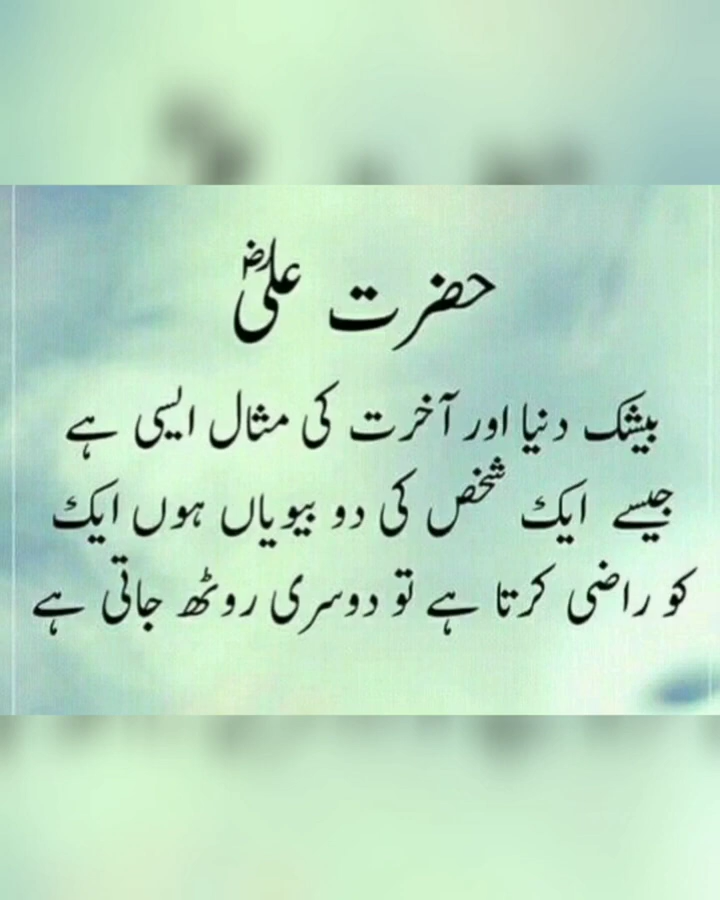 حضرت علیؓ
بیشک دنیا اور آخرت کی مثال ایسی ہے
جیسے ایک شخص کی دو بیویاں ہوں ایک
کو راضی کرتا ہے تو دوسری روٹھ جاتی ہے